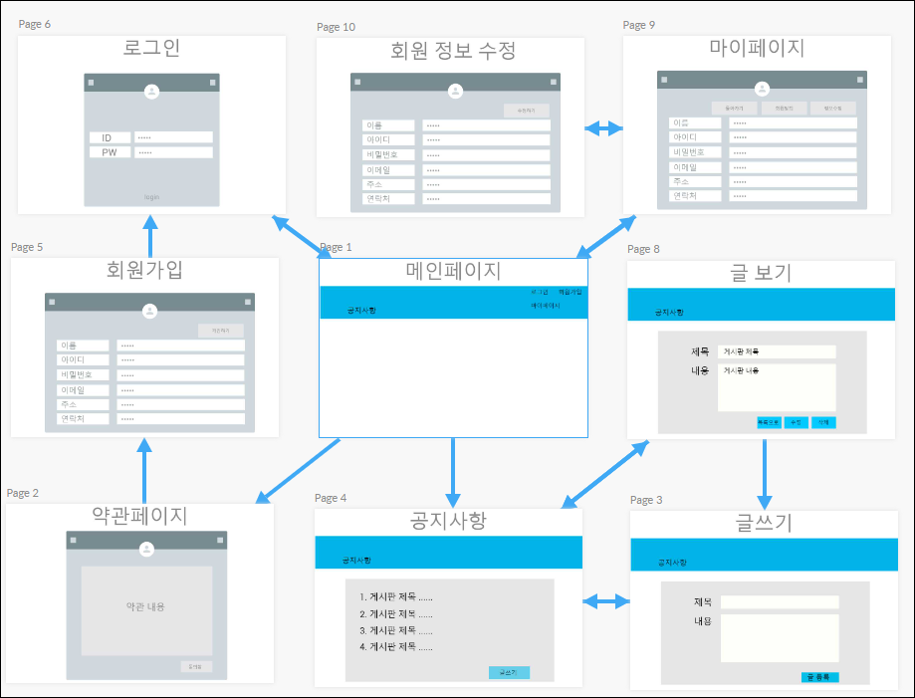 Page 6
로그인
ID
.....
PW
.....
login
Page 10
회원 정보 수정
이름
.....
아이디
.....
비밀번호
.....
이메일
.....
주소
.....
연락처
.....
Page 9
마이페이지
이름
.....
아이디
.....
비밀번호
.....
이메일
.....
주소
.....
연락처
.....
Page 5
회원가입
이름
.....
아이디
.....
비밀번호
.....
이메일
.....
주소
.....
연락처
.....
Page 1
메인페이지
로그인 회원가입
마이페이지
공지사항
Page 8
글 보기
공지사항
제목 게시판 제목
내용 게시판 내용
목록으로 수정 삭제
Page 2
약관페이지
약관 내용
Page 4
공지사항
공지사항
1. 게시판 제목 ......
2. 게시판 제목 ......
3. 게시판 제목 ......
4. 게시판 제목 ......
글쓰기
Page 3
글쓰기
공지사항
제목
내용
글 등록